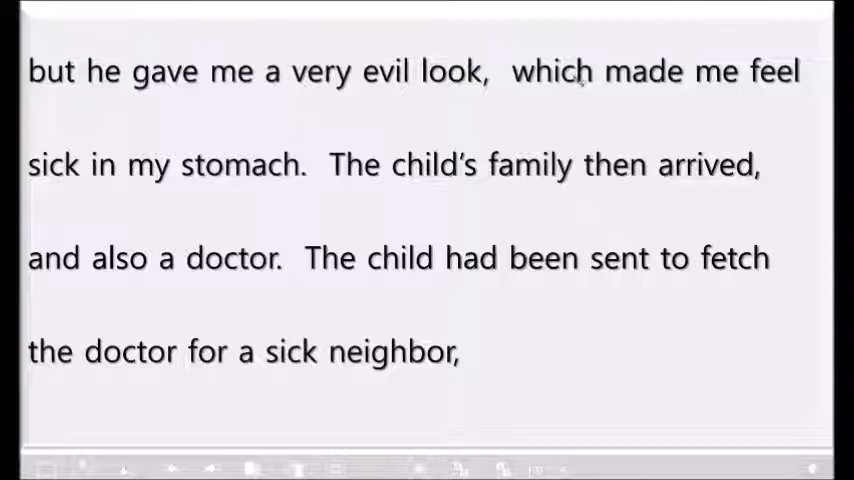 but he gave me a very evil look,  which made me feel
sick in my stomach.  The child's family then arrived,
and also a doctor.  The child had been sent to fetch
the doctor for a sick neighbor,